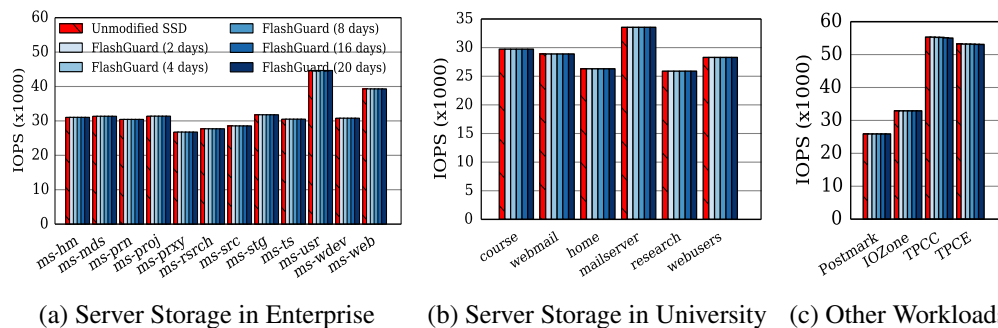 IOPS (x1000)
60
50
40
30
20
10
0
Unmodified SSD
FlashGuard (2 days)
FlashGuard (4 days)
FlashGuard (8 days)
FlashGuard (16 days)
FlashGuard (20 days)
ms-hm
ms-mds
ms-prn
ms-proj
ms-prxy
ms-rsrch
ms-src
ms-stg
ms-ts
ms-usr
ms-wdev
ms-web
(a) Server Storage in Enterprise
IOPS (x1000)
35
30
25
20
15
10
5
0
course
webmail
home
mailserver
research
webusers
(b) Server Storage in University
IOPS (x1000)
60
50
40
30
20
10
0
Postmark
IOZone
TPCC
TPCE
(c) Other Workload